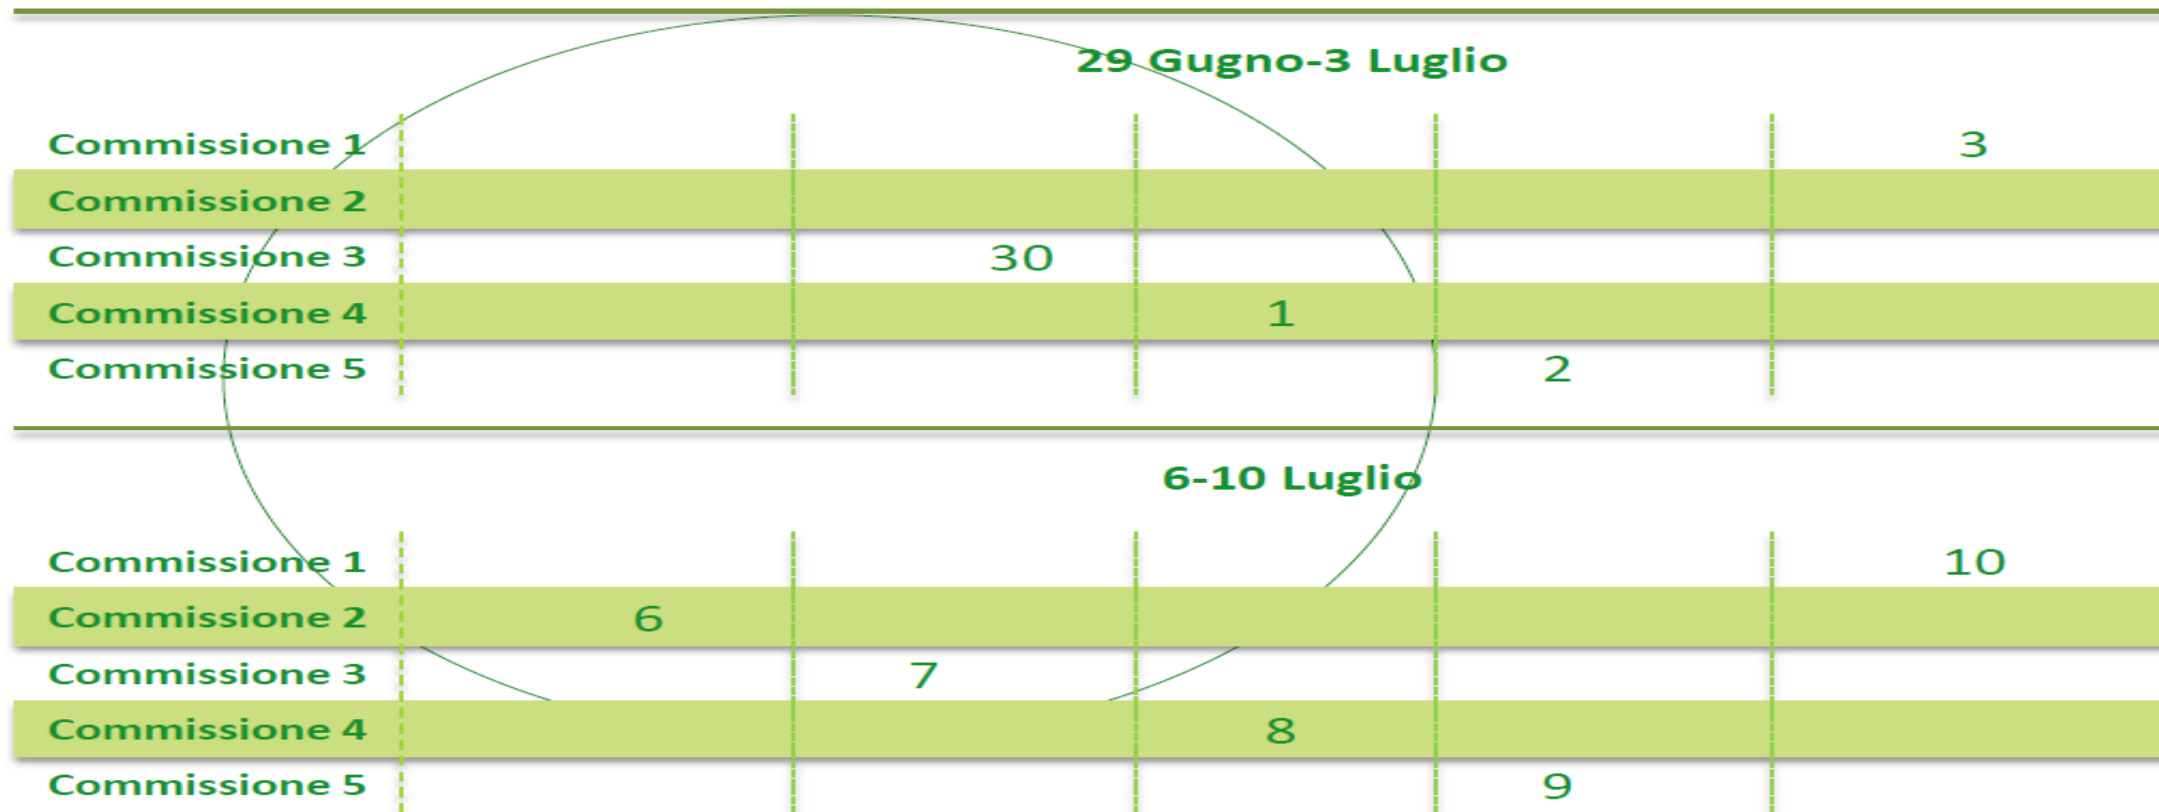 29 Gugno-3 Luglio
Commissione 1 3
Commissione 2
Commissione 3 30
Commissione 4 1
Commissione 5 2
6-10 Luglio
Commissione 1 10
Commissione 2 6
Commissione 3 7
Commissione 4 8
Commissione 5 9